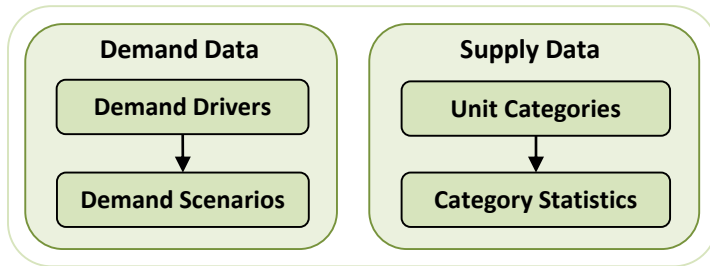 Demand Data
Demand Drivers
Demand Scenarios
Supply Data
Unit Categories
Category Statistics